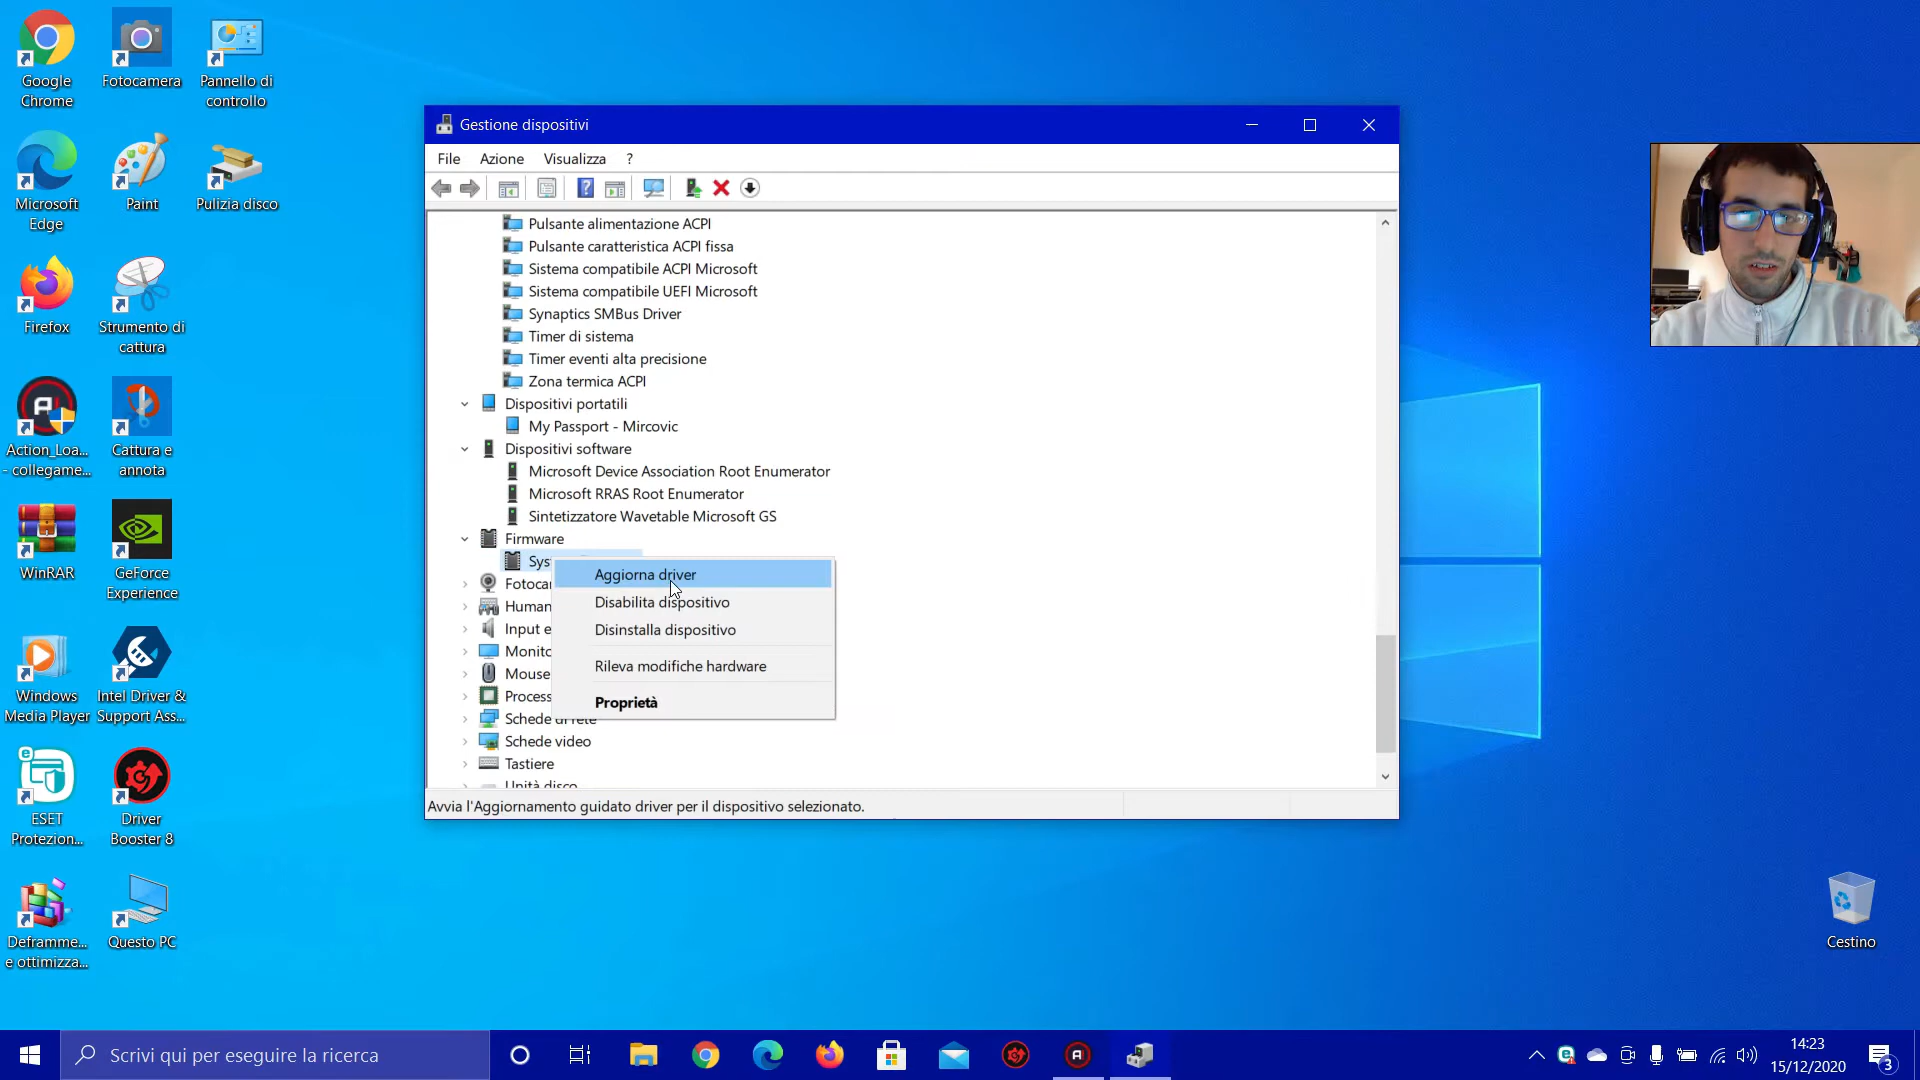 Google
Chrome
Fotocamera
Pannello di
controllo
Microsoft
Edge
Paint
Pulizia disco
Firefox
Strumento di
cattura
Action_Loa...
- collegame...
Cattura e
annota
WinRAR
GeForce
Experience
Windows
Media Player
Intel Driver &
Support Ass...
ESET
Protezion...
Driver
Booster 8
Deframme...
e ottimizza...
Questo PC
Cestino
Gestione dispositivi
File Azione Visualizza ?
Pulsante alimentazione ACPI
Pulsante caratteristica ACPI fissa
Sistema compatibile ACPI Microsoft
Sistema compatibile UEFI Microsoft
Synaptics SMBus Driver
Timer di sistema
Timer eventi alta precisione
Zona termica ACPI
Dispositivi portatili
My Passport - Mircovic
Dispositivi software
Microsoft Device Association Root Enumerator
Microsoft RRAS Root Enumerator
Sintetizzatore Wavetable Microsoft GS
Firmware
Sys
Fotoca
Human
Input e
Monito
Mouse
Process
Schede di rete
Schede video
Tastiere
Unità disco
Aggiorna driver
Disabilita dispositivo
Disinstalla dispositivo
Rileva modifiche hardware
Proprietà
Avvia l'Aggiornamento guidato driver per il dispositivo selezionato.
Scrivi qui per eseguire la ricerca
14:23
15/12/2020
3